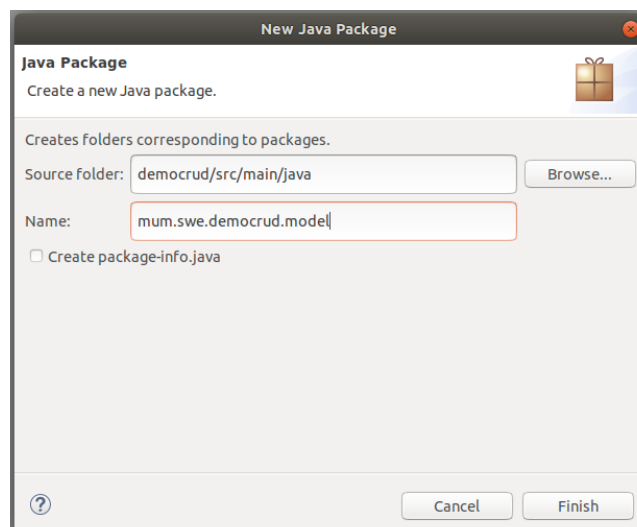 New Java Package
Java Package
Create a new Java package.
Creates folders corresponding to packages.
Source folder: democrud/src/main/java Browse...
Name: mum.swe.democrud.model
Create package-info.java
? Cancel Finish